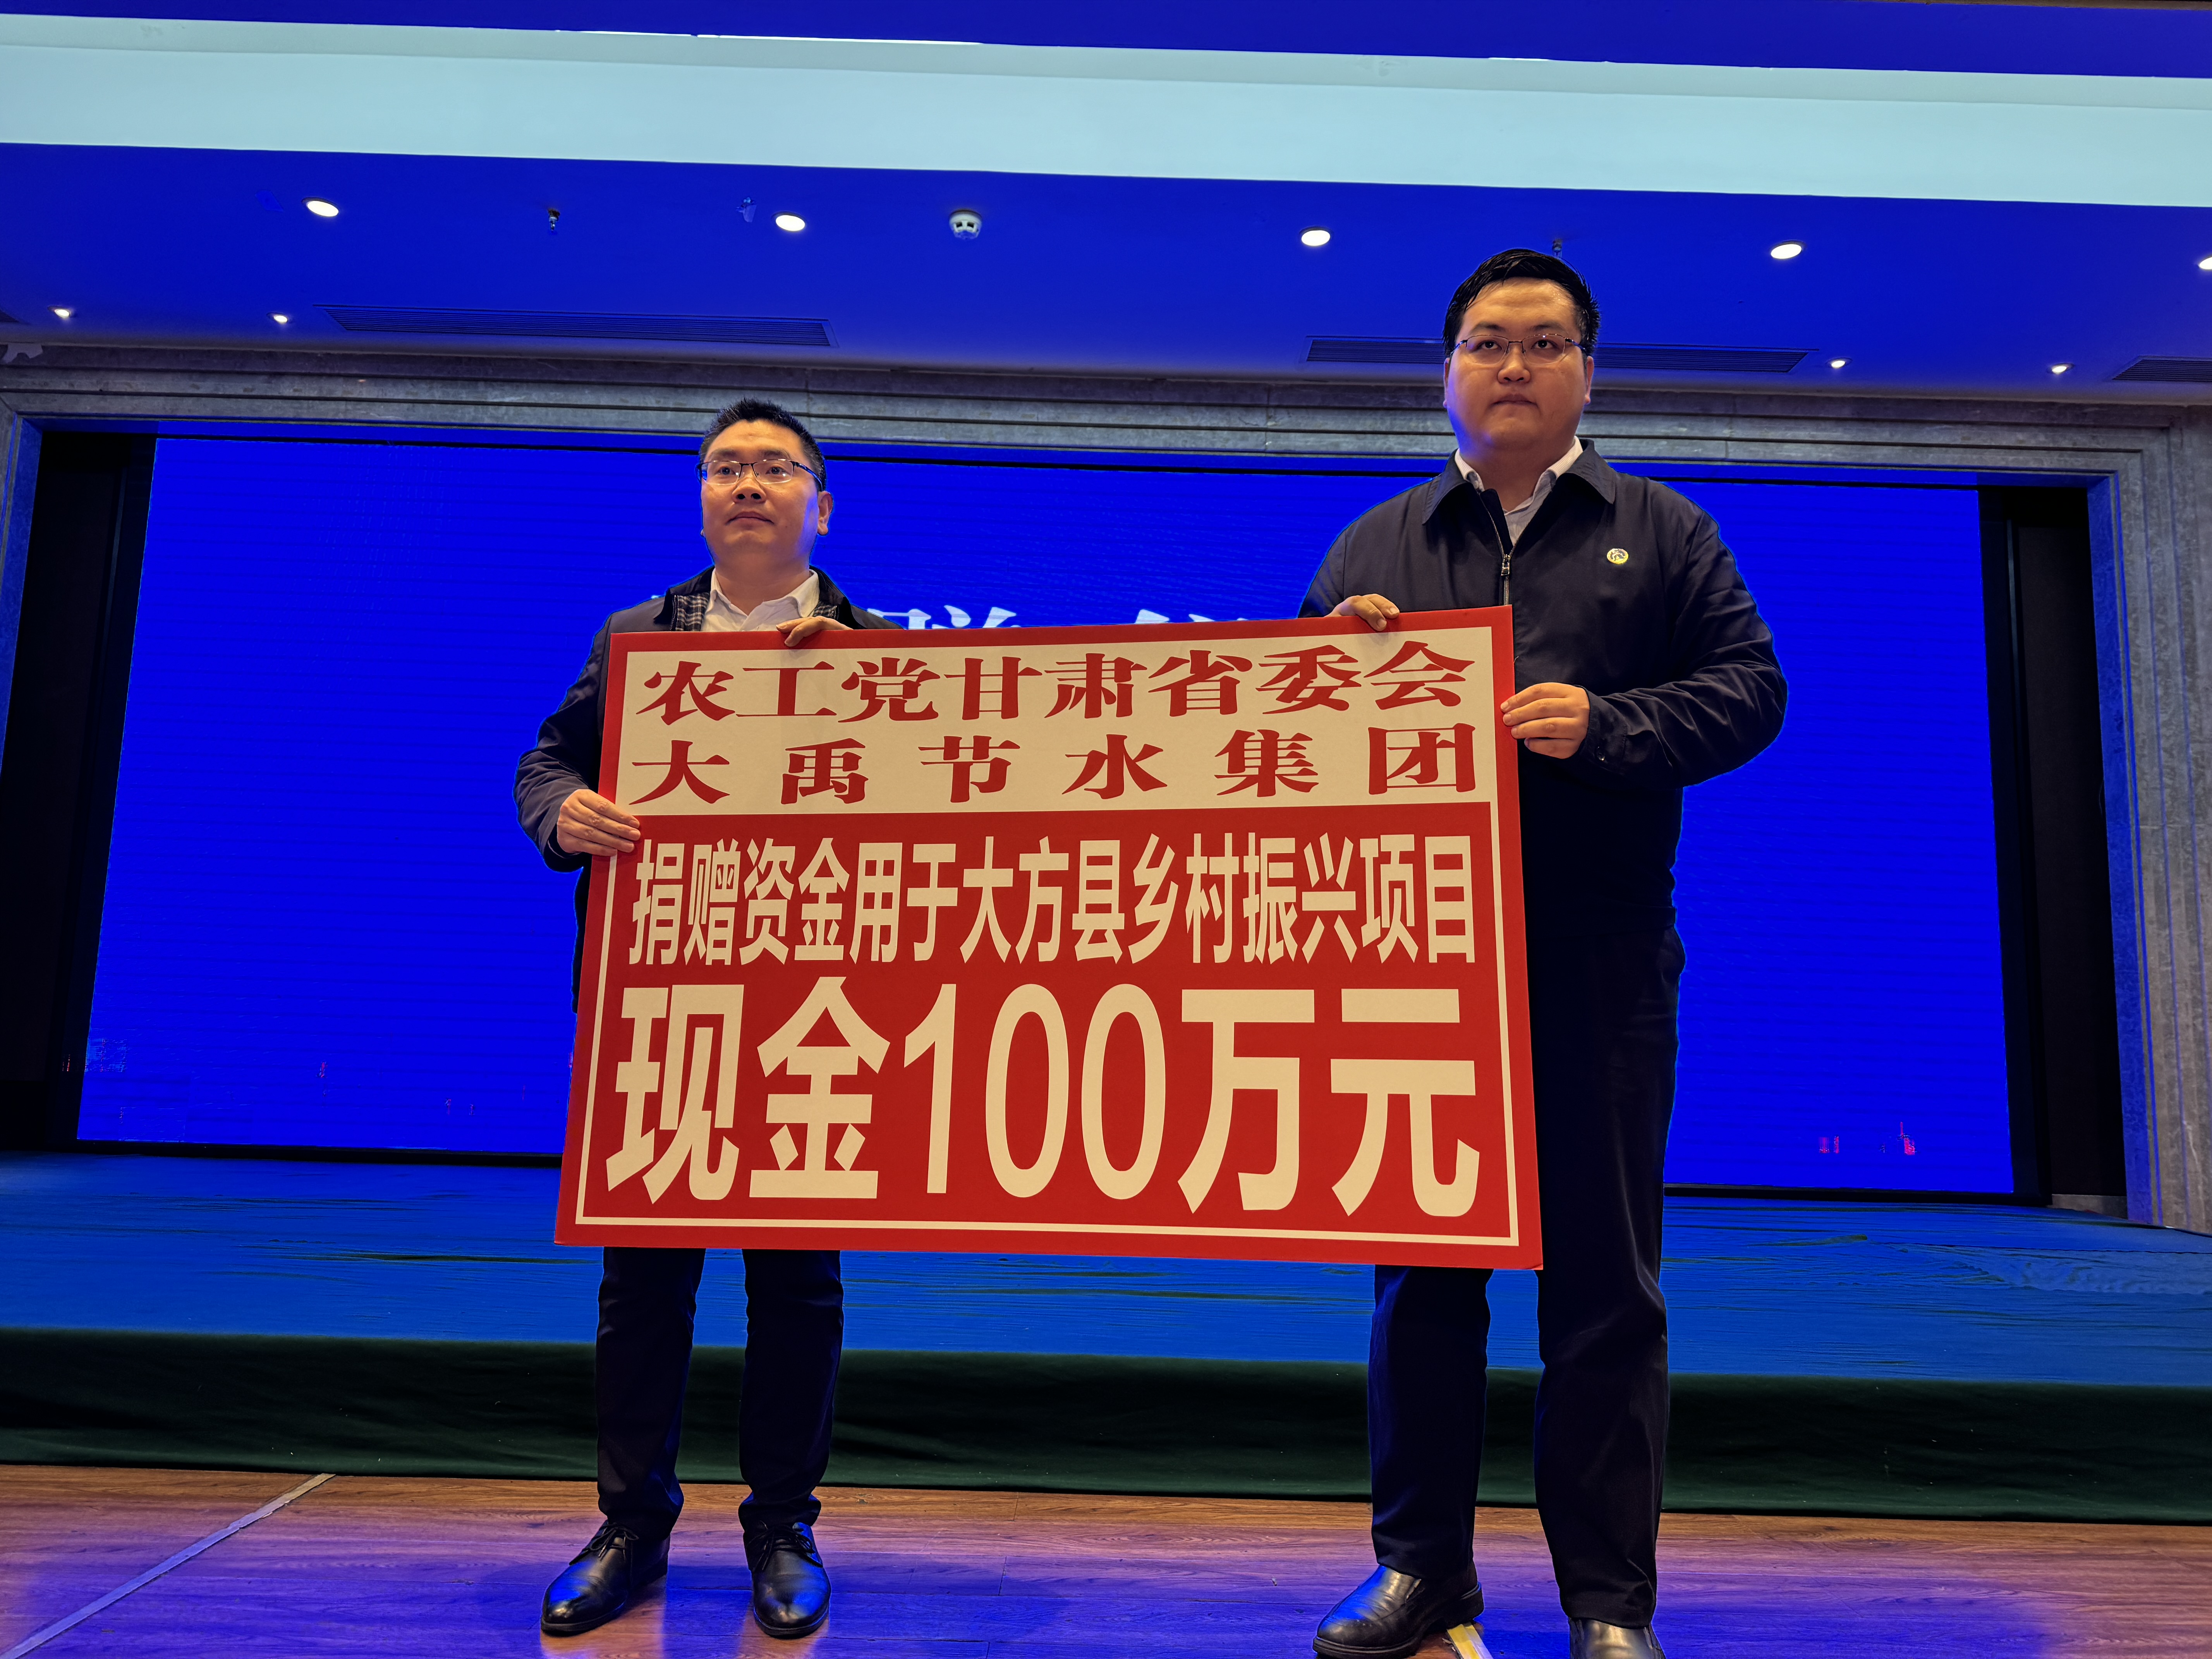 农工党甘肃省委会
大禹节水集团
捐赠资金用于大方县乡村振兴项目
现金100万元